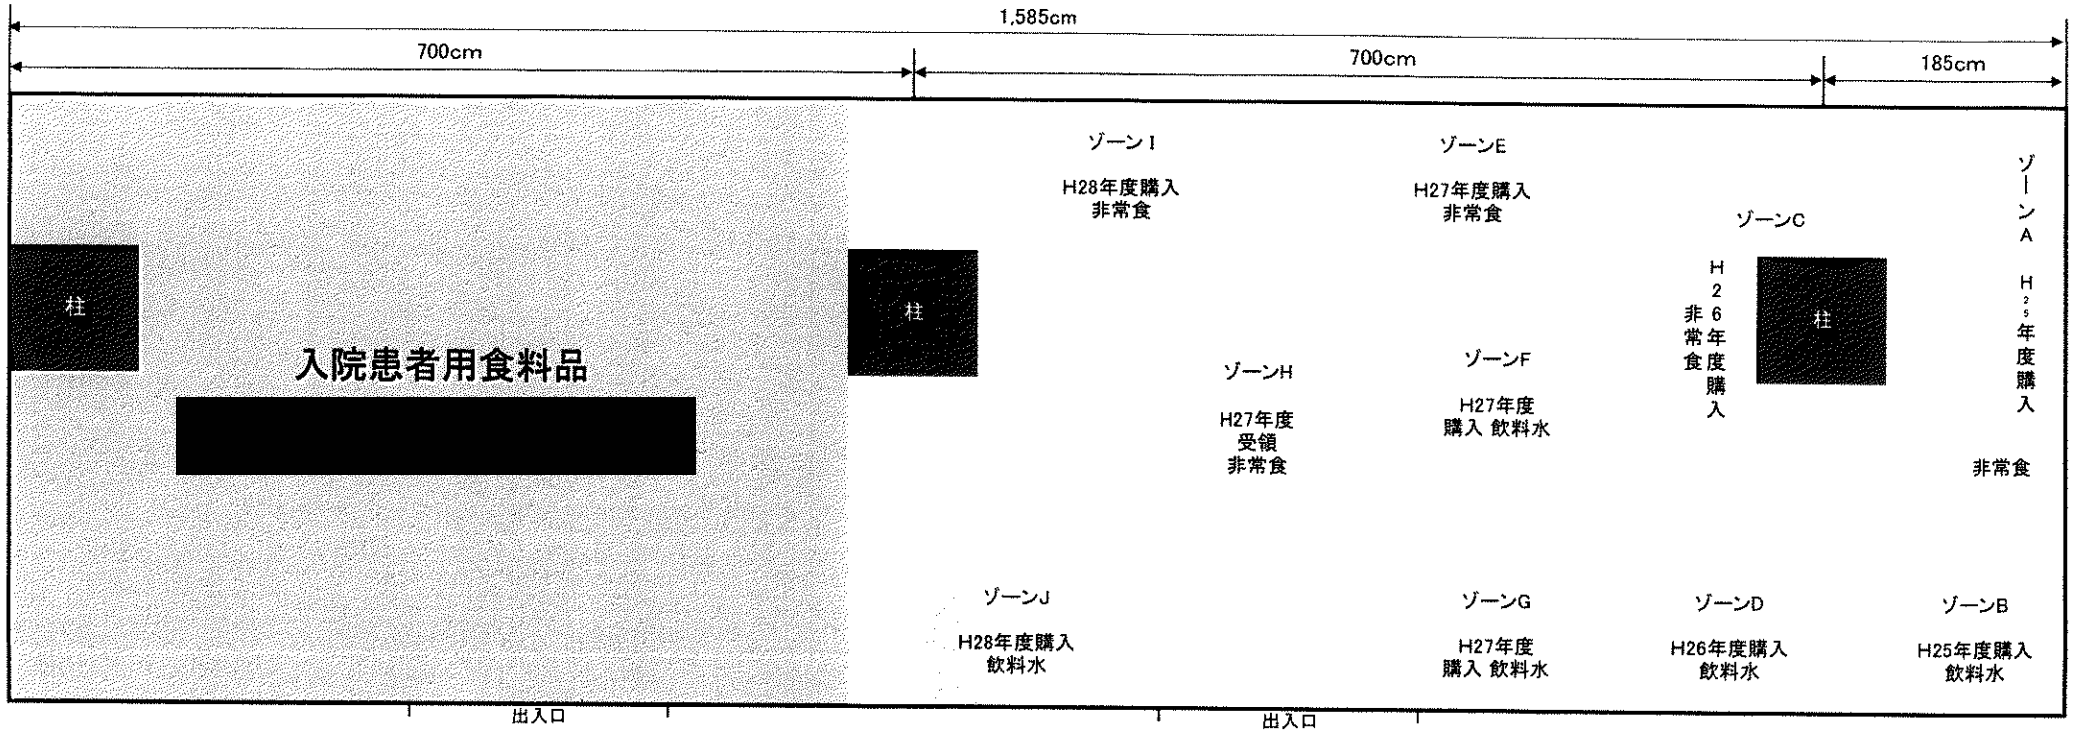 1,585cm
700cm
700cm
185cm
ゾーンI
H28年度購入
非常食
ゾーンE
H27年度購入
非常食
ゾーンC
H26年度購入
非常食
ゾーンA H25年度購入
非常食
柱
柱
柱
入院患者用食料品
ゾーンH
H27年度
受領
非常食
ゾーンF
H27年度
購入 飲料水
ゾーンJ
H28年度購入
飲料水
ゾーンG
H27年度
購入 飲料水
ゾーンD
H26年度購入
飲料水
ゾーンB
H25年度購入
飲料水
出入口
出入口